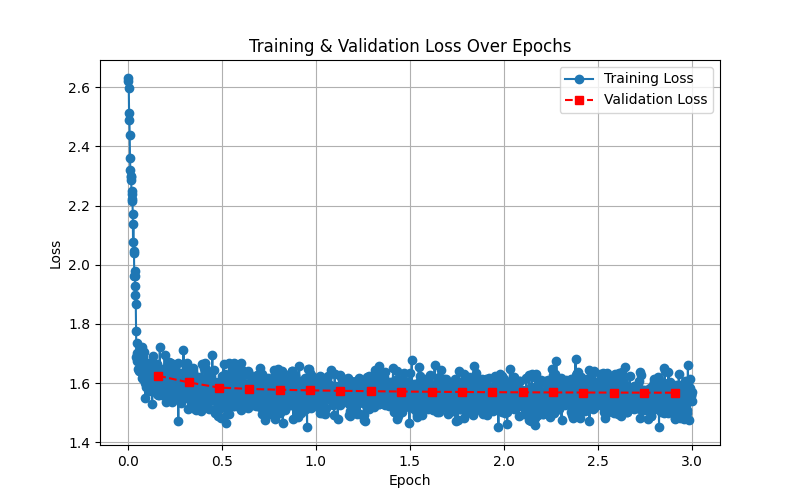 Training & Validation Loss Over Epochs
Training Loss
Validation Loss
Loss
2.6
2.4
2.2
2.0
1.8
1.6
1.4
0.0 0.5 1.0 1.5 2.0 2.5 3.0
Epoch